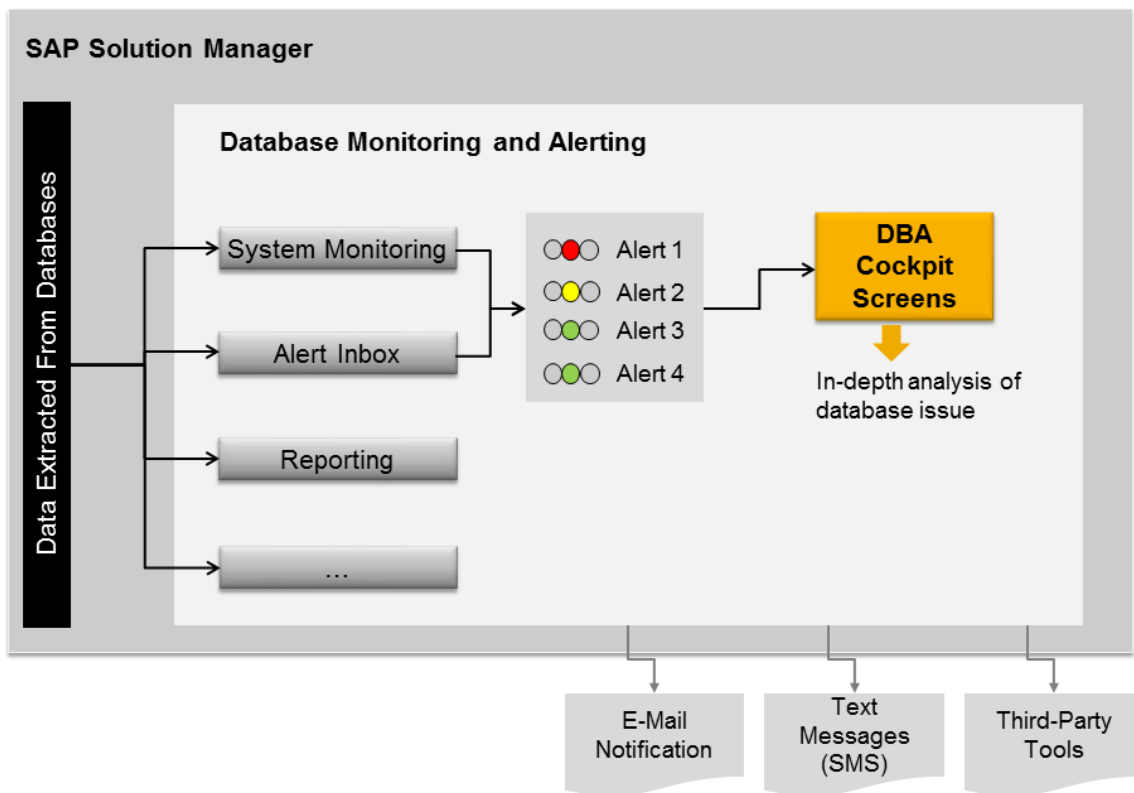 SAP Solution Manager
Data Extracted From Databases
Database Monitoring and Alerting
System Monitoring
Alert Inbox
Reporting
...
Alert 1
Alert 2
Alert 3
Alert 4
DBA
Cockpit
Screens
In-depth analysis of
database issue
E-Mail
Notification
Text
Messages
(SMS)
Third-Party
Tools